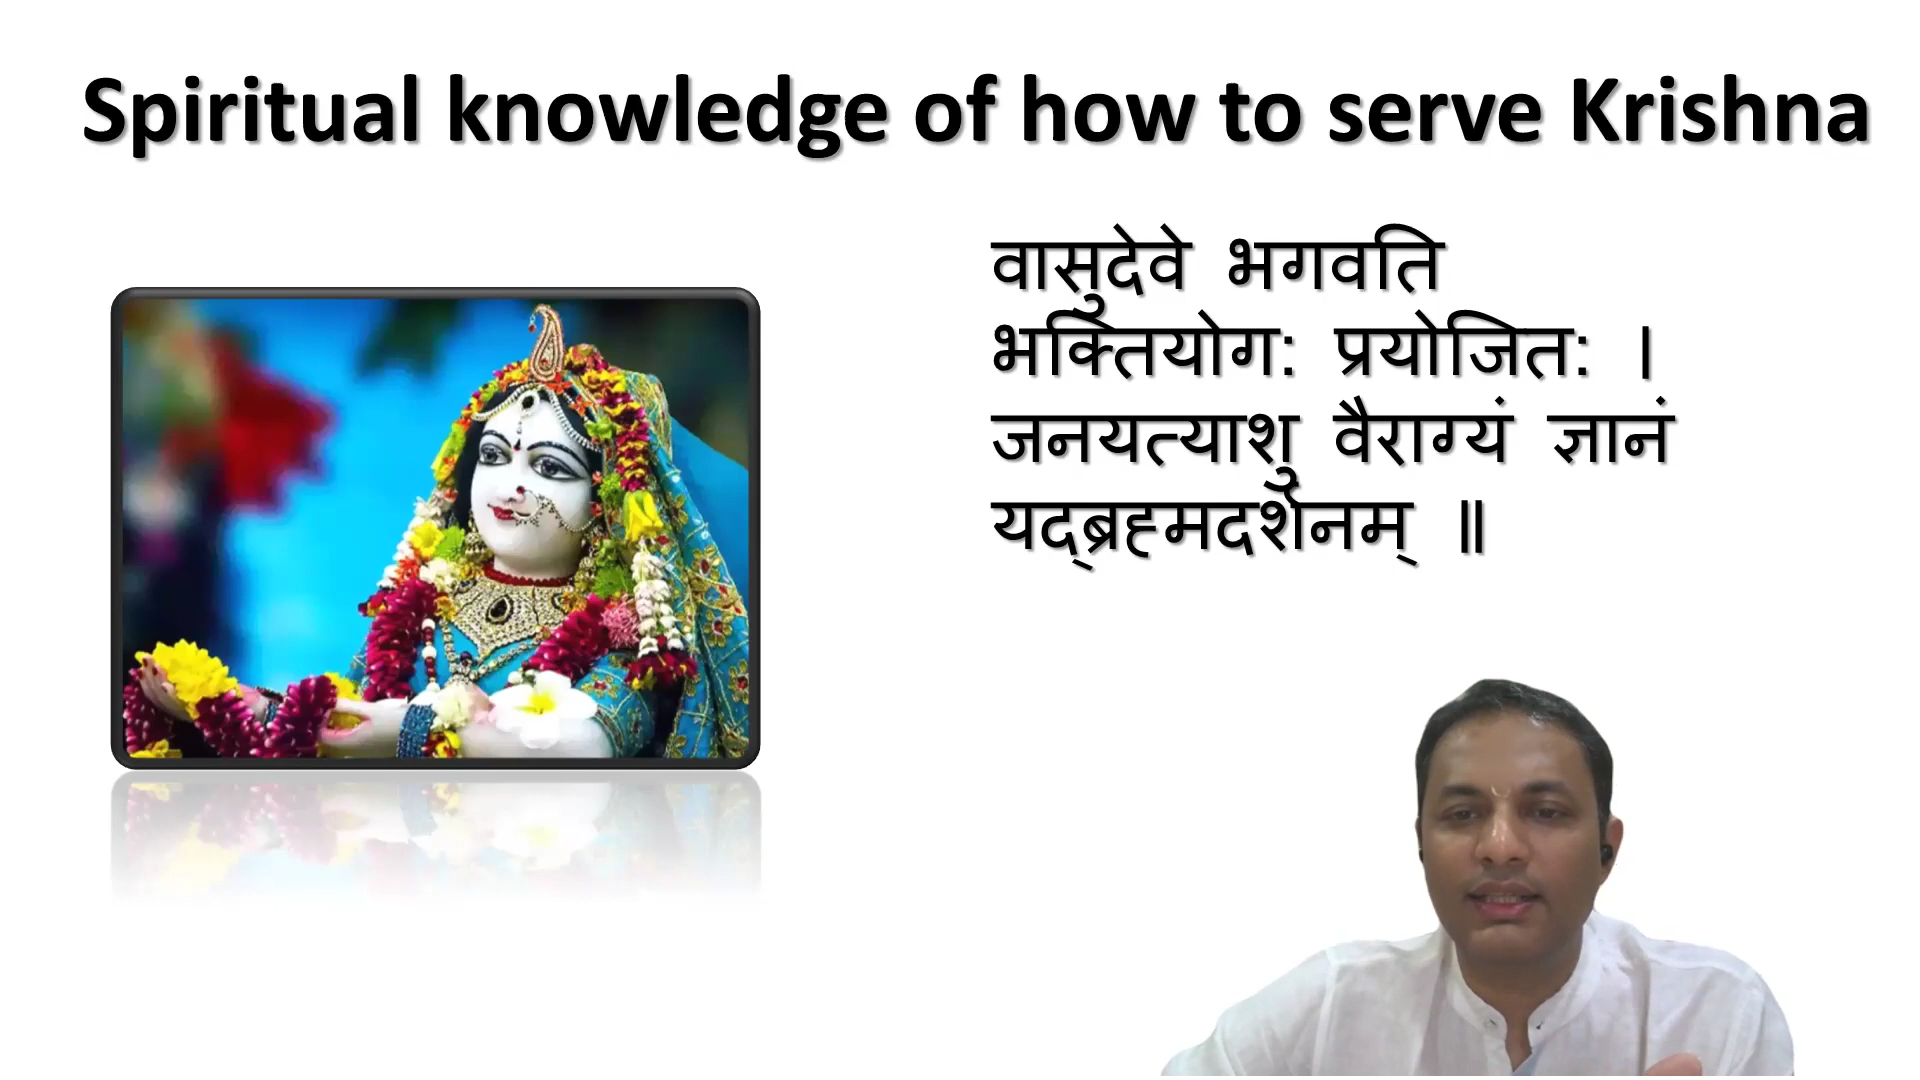 Spiritual knowledge of how to serve Krishna
वासुदेवे भगवति
भक्तियोग: प्रयोजित: ।
जनयत्याशु वैराग्यं ज्ञानं
यद्ब्रह्मदर्शनम् ॥